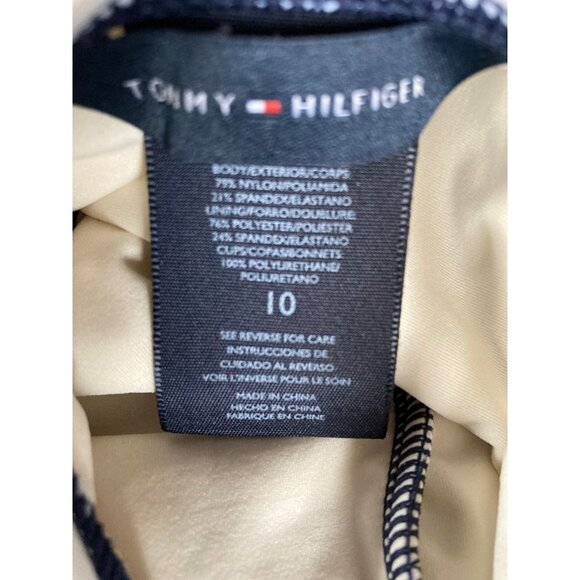 TOMMY HILFIGER
BODY/EXTERIOR/CORPS
79% NYLON/POLIAMIDA
21% SPANDEX/ELASTANO
LINING/FORRO/DOUBLURE:
76% POLYESTER/POLIESTER
24% SPANDEX/ELASTANO
CUPS/COPAS/BONNETS
100% POLYURETHANE/
POLIURETANO
10
SEE REVERSE FOR CARE
INSTRUCCIONES DE
CUIDADO AL REVERSO
VOIR L'INVERSE POUR LE SOIN
MADE IN CHINA
HECHO EN CHINA
FABRIQUE EN CHINE